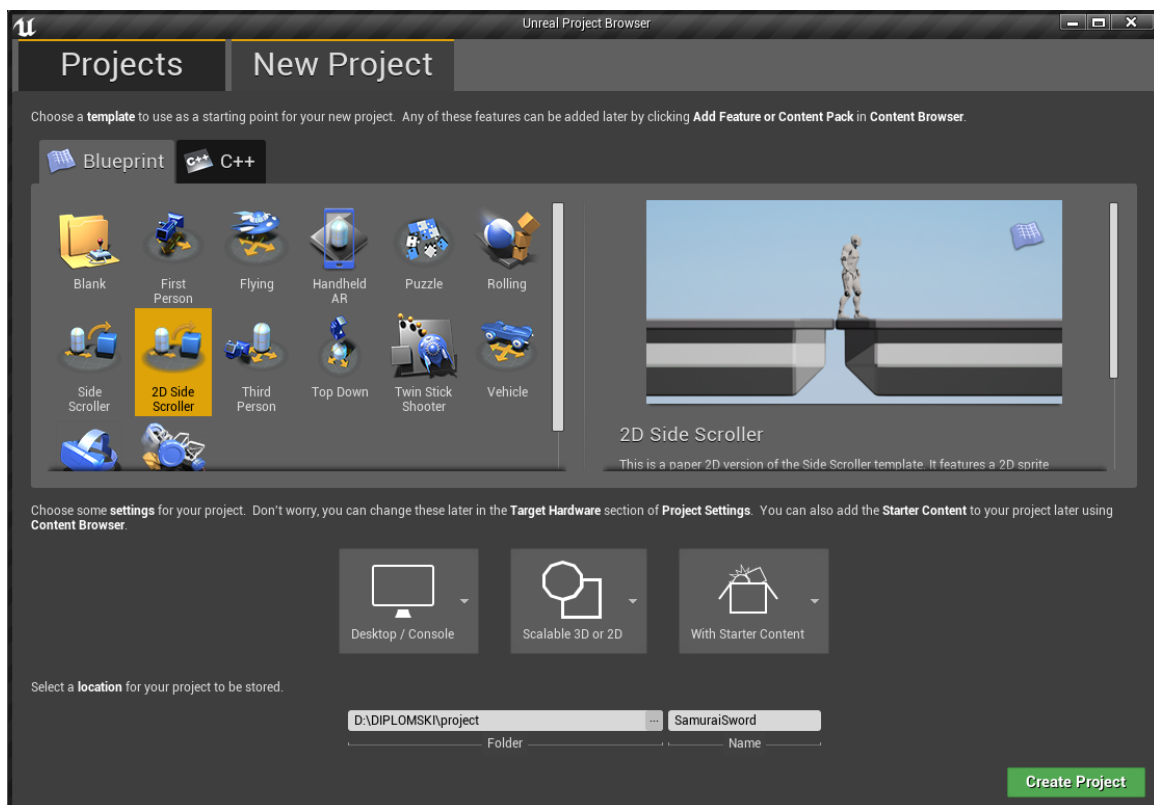 Unreal Project Browser
Projects
New Project
Choose a template to use as a starting point for your new project. Any of these features can be added later by clicking Add Feature or Content Pack in Content Browser.
Blueprint
C++
C++
Blank
First
Person
Flying
Handheld
AR
Puzzle
Rolling
Side
Scroller
2D Side
Scroller
Third
Person
Top Down
Twin Stick
Shooter
Vehicle
2D Side Scroller
This is a paper 2D version of the Side Scroller template. It features a 2D sprite
Choose some settings for your project. Don't worry, you can change these later in the Target Hardware section of Project Settings. You can also add the Starter Content to your project later using
Content Browser.
Desktop / Console
Scalable 3D or 2D
With Starter Content
Select a location for your project to be stored.
D:\DIPLOMSKI\project
...
SamuraiSword
Folder
Name
Create Project